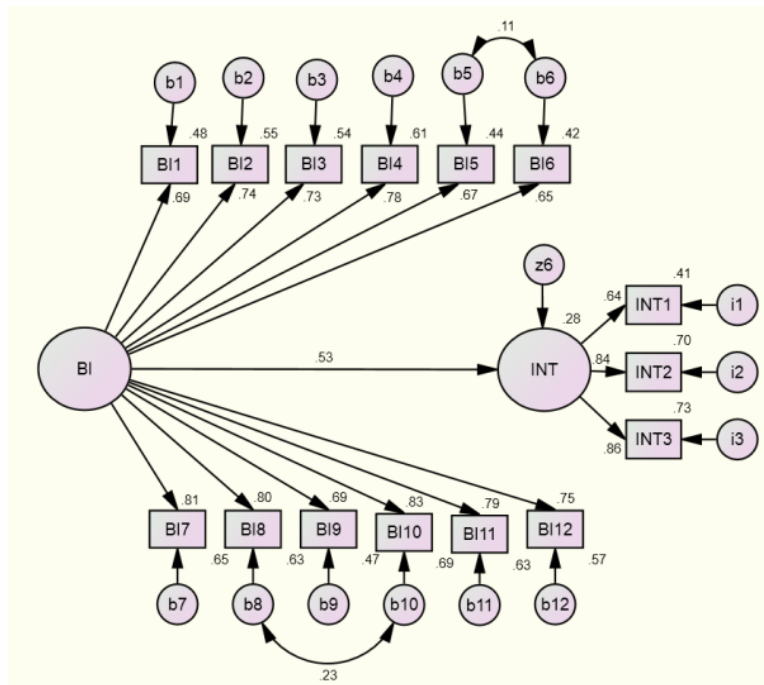 .11
b1 b2 b3 b4 b5 b6
.48 .55 .54 .61 .44 .42
BI1 BI2 BI3 BI4 BI5 BI6
.69 .74 .73 .78 .67 .65
z6
.41
.28 .64 INT1 i1
.70
BI .53 INT .84 INT2 i2
.73
.86 INT3 i3
.81 .80 .69 .83 .79 .75
BI7 BI8 BI9 BI10 BI11 BI12
.65 .63 .47 .69 .63 .57
b7 b8 b9 b10 b11 b12
.23